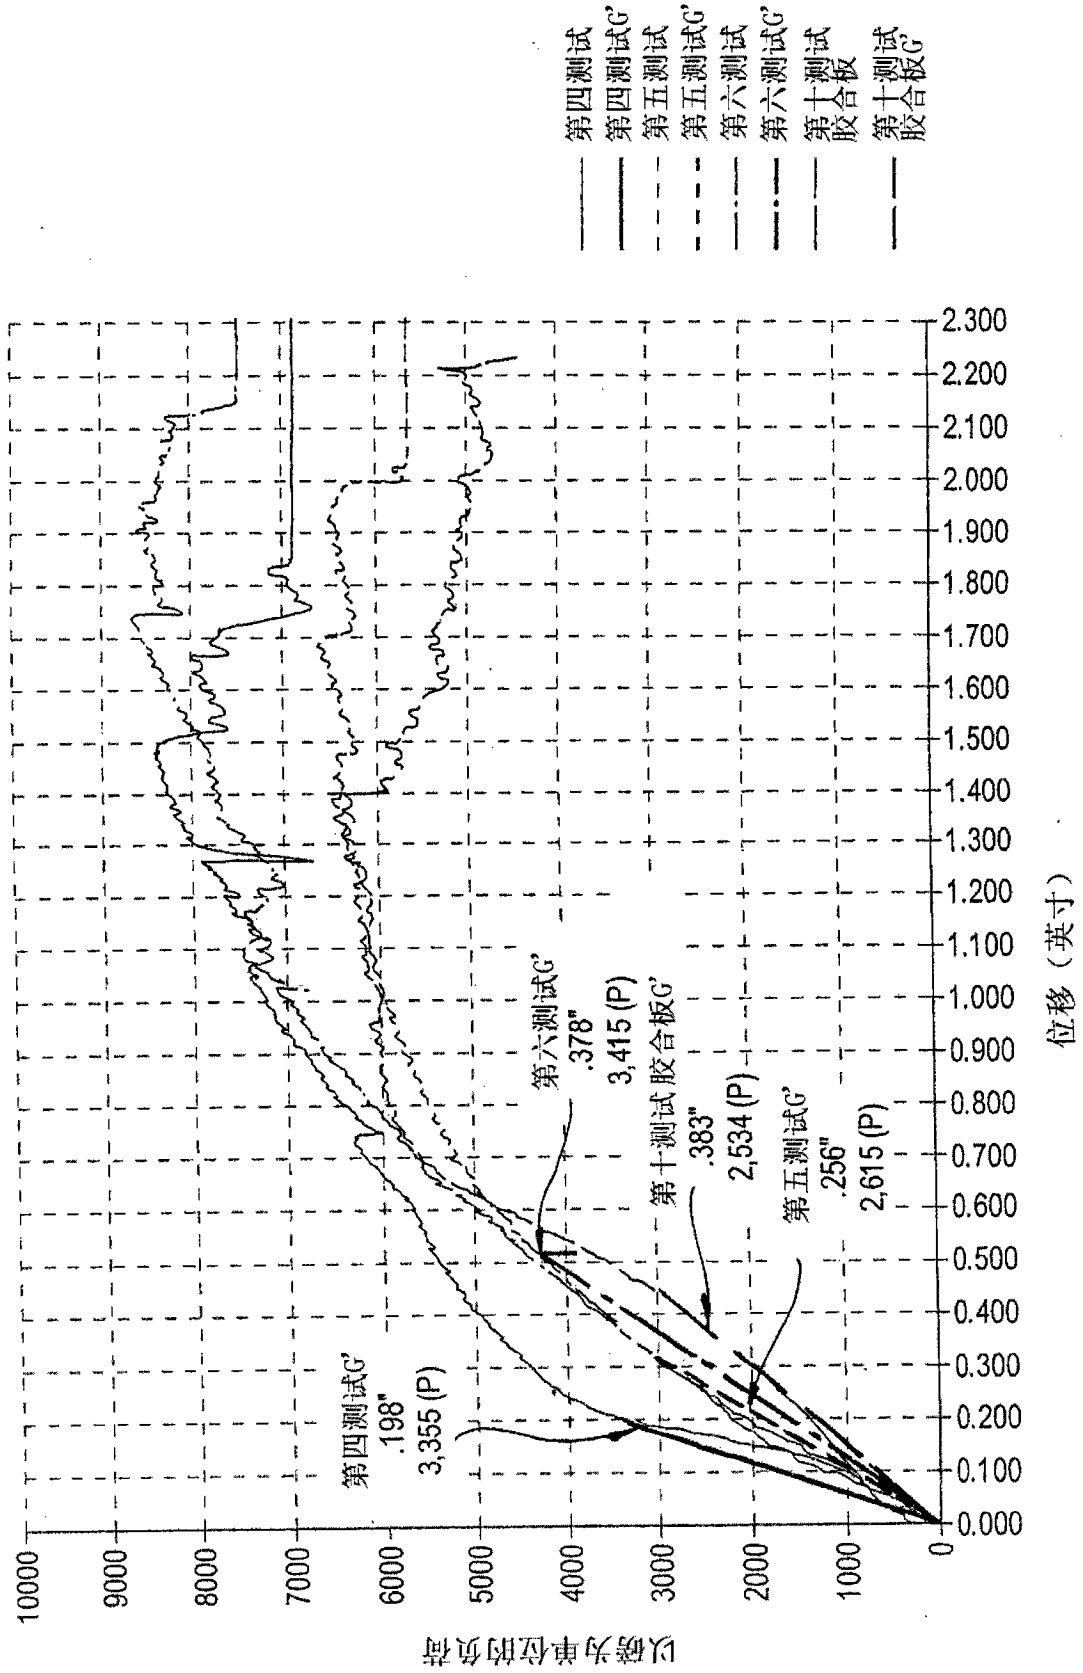 第四测试
第四测试G'
第五测试
第五测试G'
第六测试
第六测试G'
第十测试
胶合板
第十测试
胶合板G'
以磅为单位的负荷
10000
9000
8000
7000
6000
5000
4000
3000
2000
1000
0
第四测试G'
.198"
3,355 (P)
第六测试G'
.378"
3,415 (P)
第十测试 胶合板G'
.383"
2,534 (P)
第五测试G'
.256"
2,615 (P)
0.000
0.100
0.200
0.300
0.400
0.500
0.600
0.700
0.800
0.900
1.000
1.100
1.200
1.300
1.400
1.500
1.600
1.700
1.800
1.900
2.000
2.100
2.200
2.300
位移（英寸）